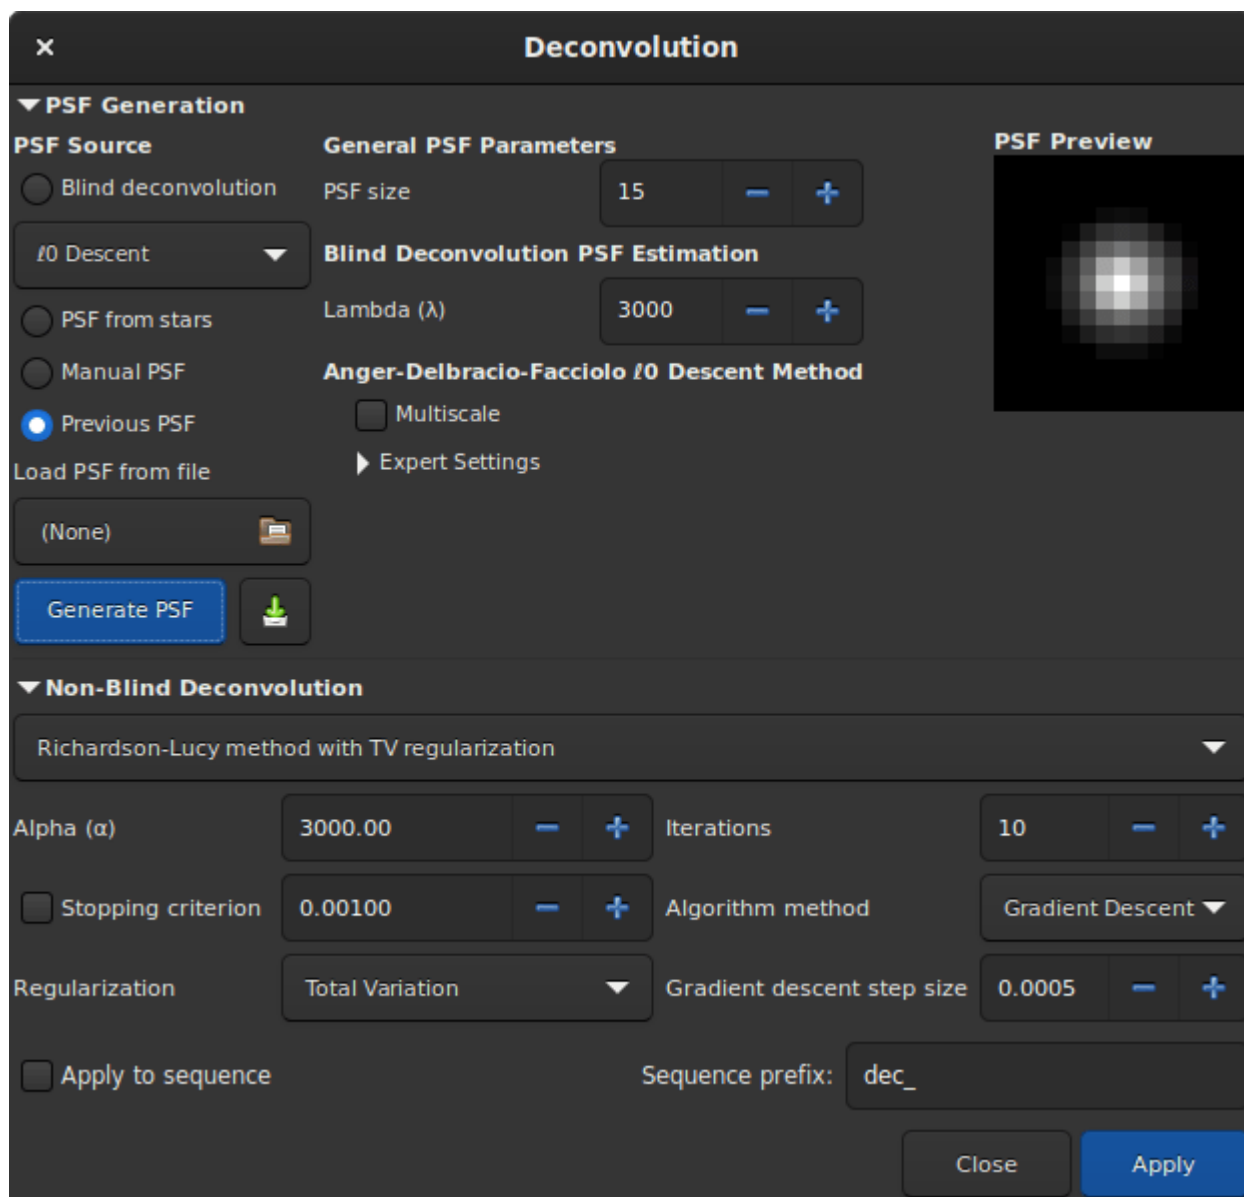 Deconvolution
PSF Generation
PSF Source
General PSF Parameters
PSF Preview
Blind deconvolution
PSF size
15
ℓ0 Descent
Blind Deconvolution PSF Estimation
Lambda (λ)
3000
PSF from stars
Manual PSF
Anger-Delbracio-Facciolo ℓ0 Descent Method
Multiscale
Previous PSF
Expert Settings
Load PSF from file
(None)
Generate PSF
Non-Blind Deconvolution
Richardson-Lucy method with TV regularization
Alpha (α)
3000.00
Iterations
10
Stopping criterion
0.00100
Algorithm method
Gradient Descent
Regularization
Total Variation
Gradient descent step size
0.0005
Apply to sequence
Sequence prefix:
dec_
Close
Apply